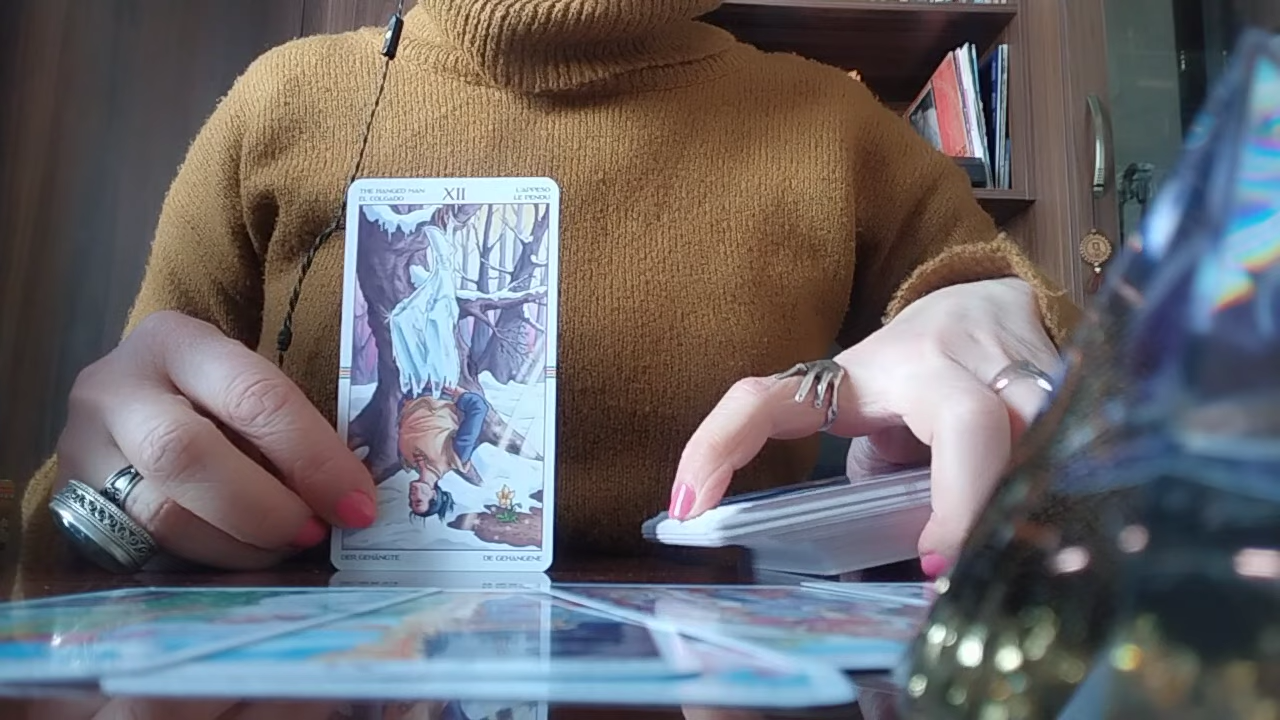 THE HANGED MAN
EL COLGADO
XII
L'APPESO
LE PENDU
DER GEHÄNGTE
DE GEHANGENE